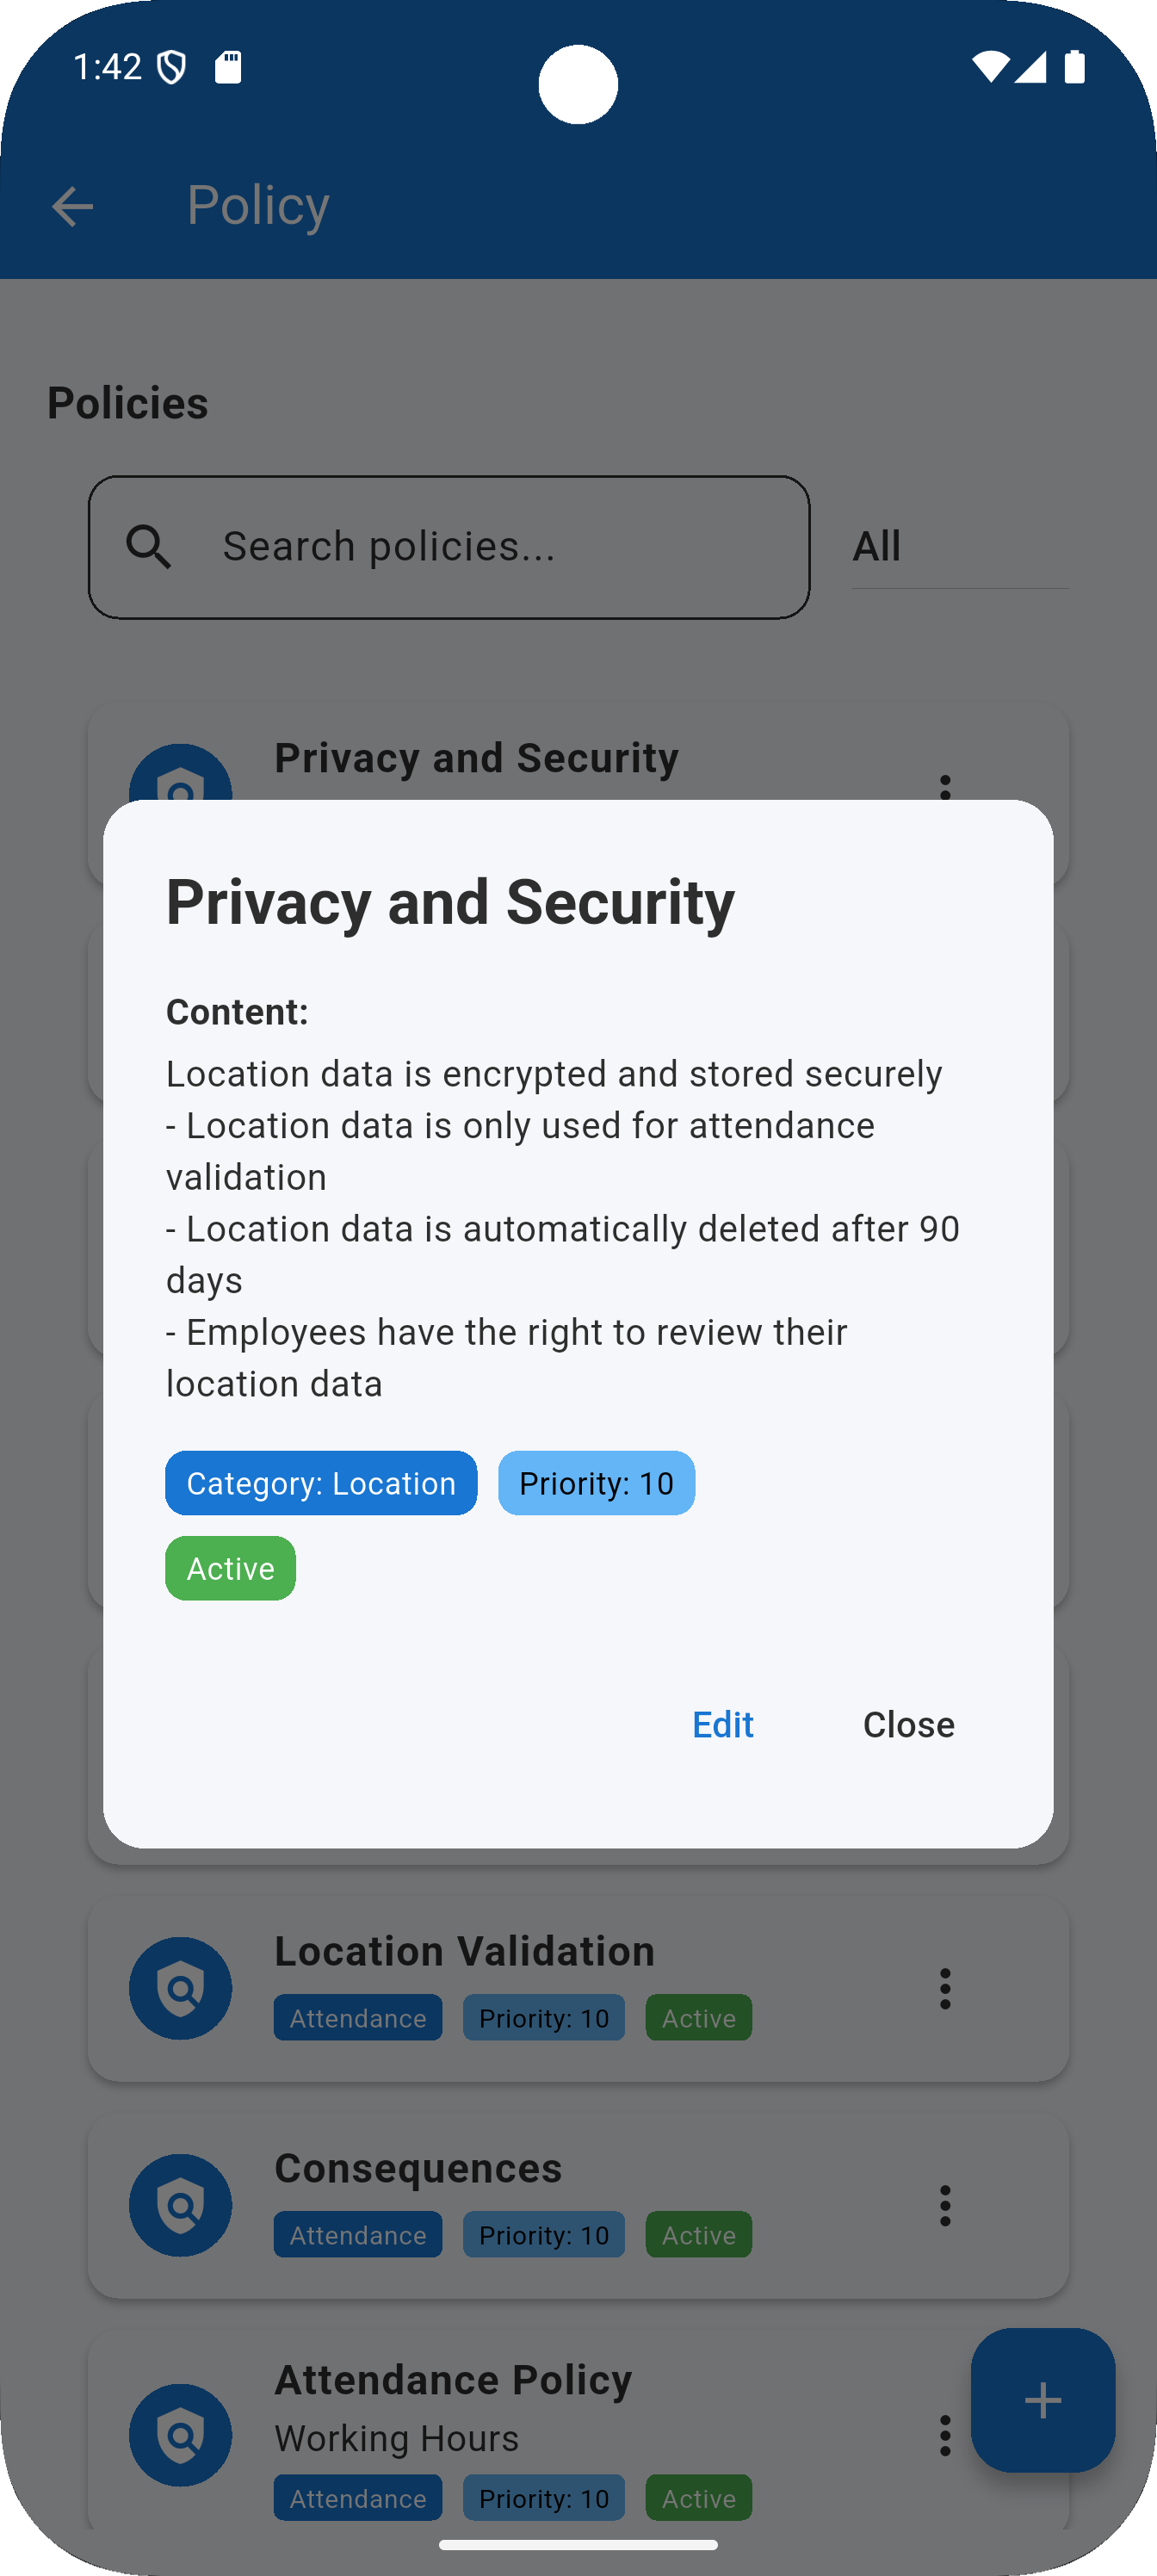 1:42
Policy
Policies
Search policies...
All
Privacy and Security
Privacy and Security
Content:
Location data is encrypted and stored securely
- Location data is only used for attendance
validation
- Location data is automatically deleted after 90
days
- Employees have the right to review their
location data
Category: Location
Priority: 10
Active
Edit
Close
Location Validation
Attendance
Priority: 10
Active
Consequences
Attendance
Priority: 10
Active
Attendance Policy
Working Hours
Attendance
Priority: 10
Active